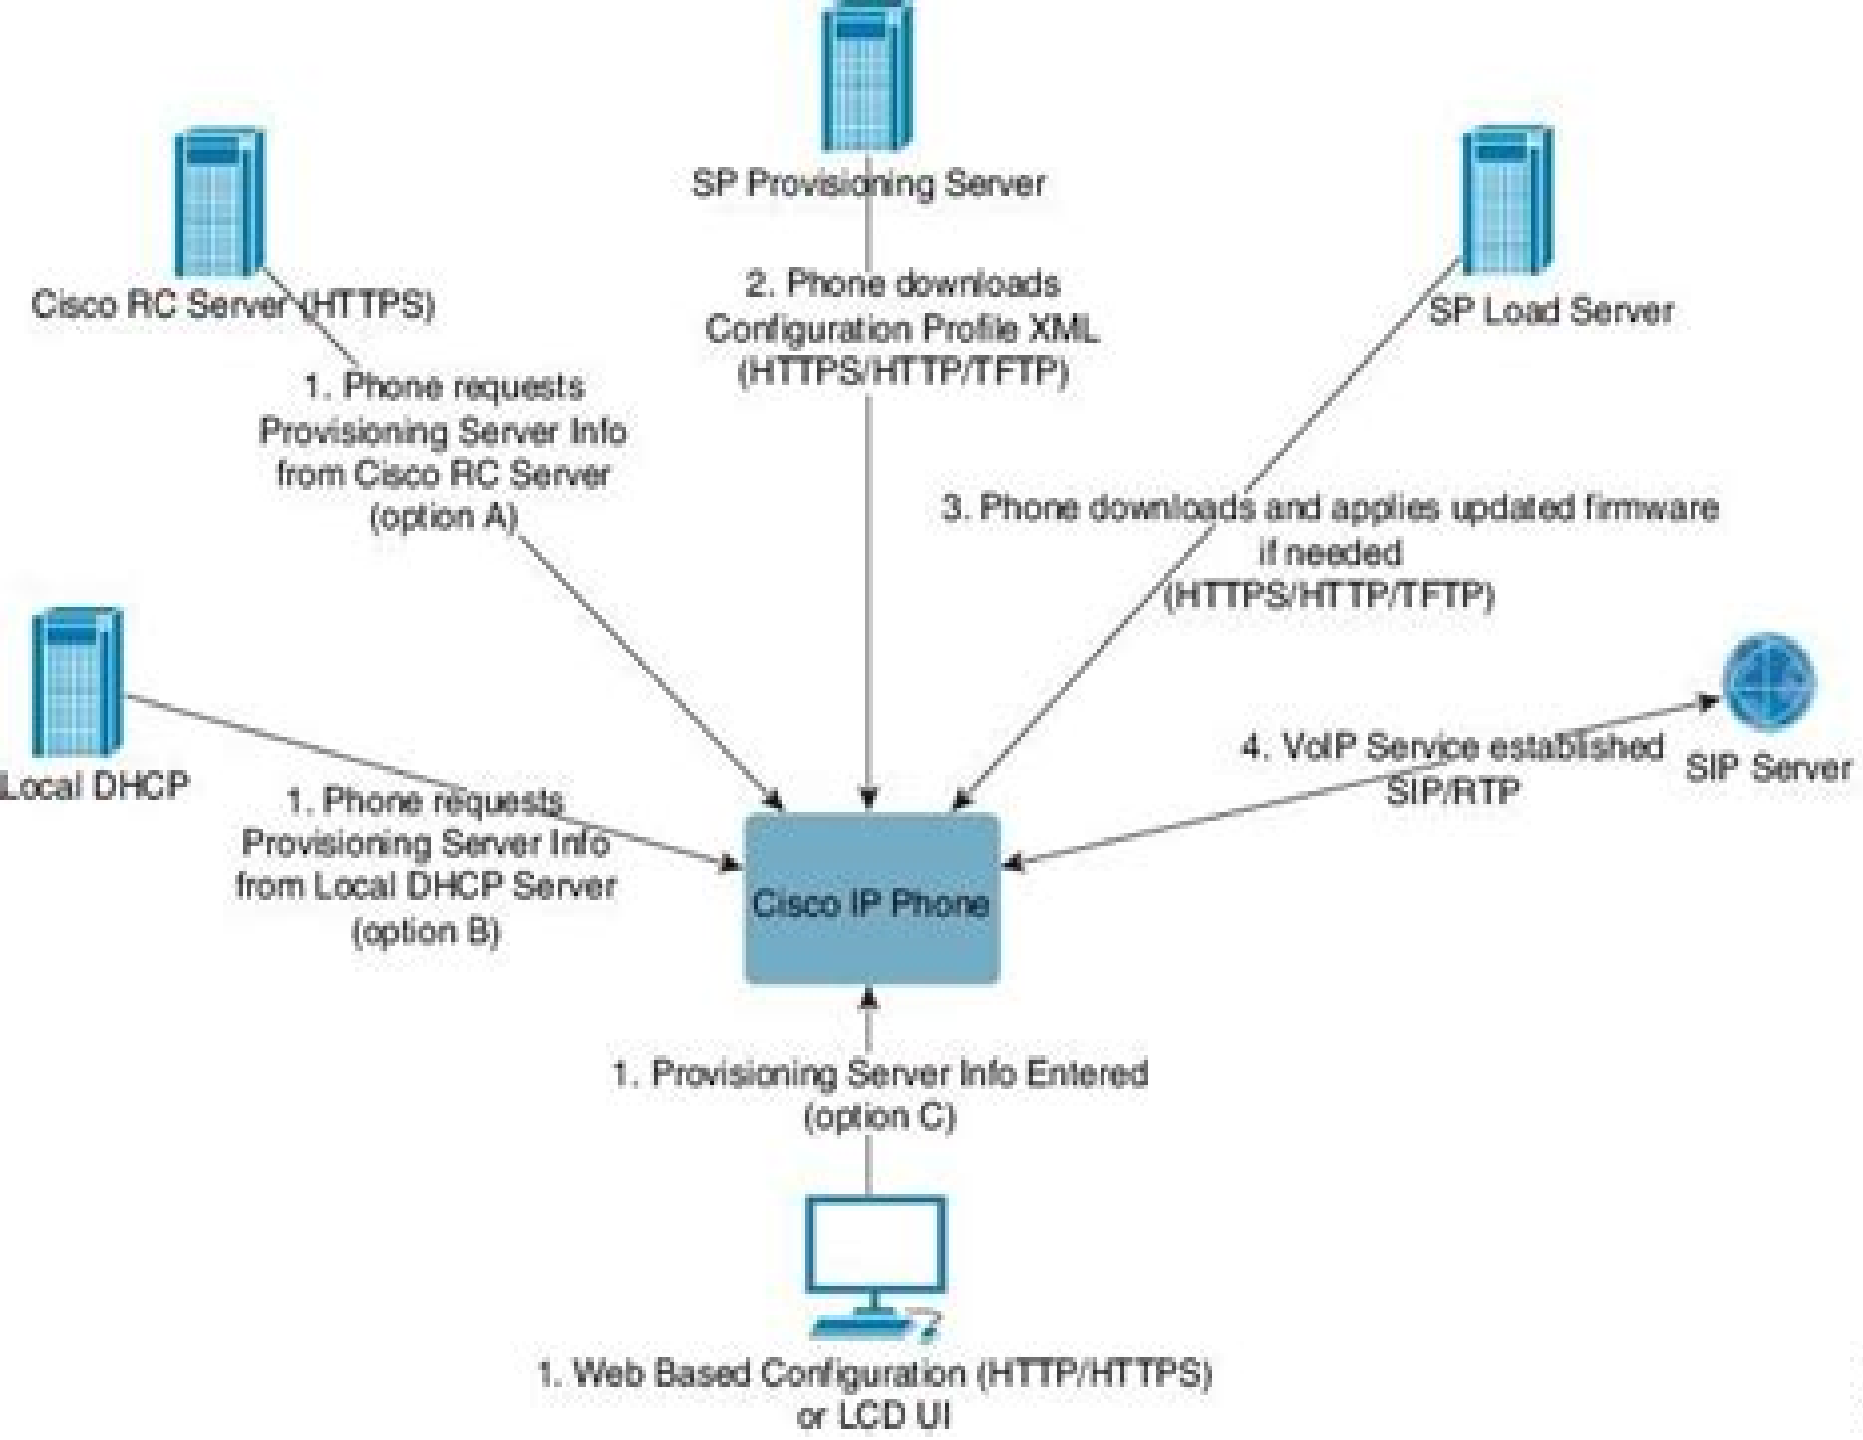 SP Provisioning Server
Cisco RC Server (HTTPS)
2. Phone downloads
Configuration Profile XML
(HTTPS/HTTP/TFTP)
SP Load Server
1. Phone requests
Provisioning Server Info
from Cisco RC Server
(option A)
3. Phone downloads and applies updated firmware
if needed
(HTTPS/HTTP/TFTP)
Local DHCP
1. Phone requests
Provisioning Server Info
from Local DHCP Server
(option B)
4. VoIP Service established
SIP/RTP
SIP Server
Cisco IP Phone
1. Provisioning Server Info Entered
(option C)
1. Web Based Configuration (HTTP/HTTPS)
or LCD UI